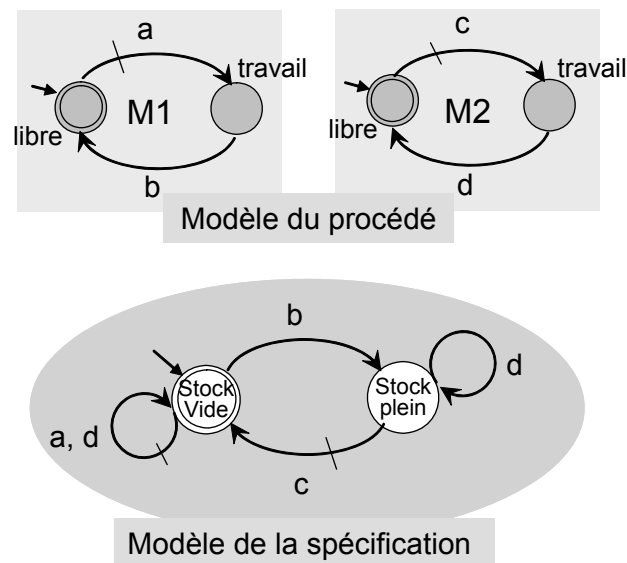 a
c
travail
travail
M1
M2
libre
libre
b
d
Modèle du procédé
b
d
Stock
Vide
Stock
plein
a, d
c
Modèle de la spécification